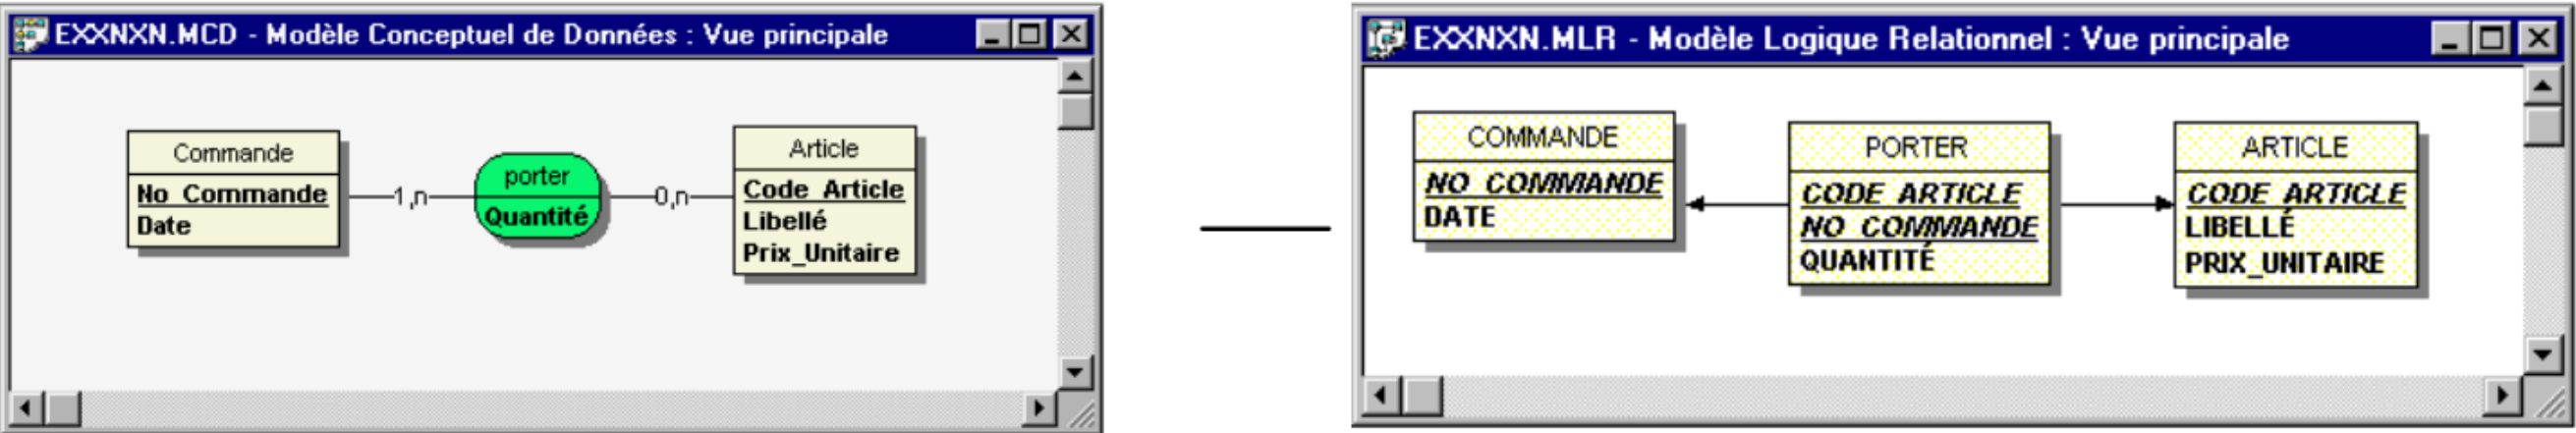 EXXNXN.MCD - Modèle Conceptuel de Données : Vue principale
Commande
No_Commande
Date
1,n
porter
Quantité
0,n
Article
Code_Article
Libellé
Prix_Unitaire
EXXNXN.MLR - Modèle Logique Relationnel : Vue principale
COMMANDE
NO_COMMANDE
DATE
PORTER
CODE_ARTICLE
NO_COMMANDE
QUANTITÉ
ARTICLE
CODE_ARTICLE
LIBELLÉ
PRIX_UNITAIRE